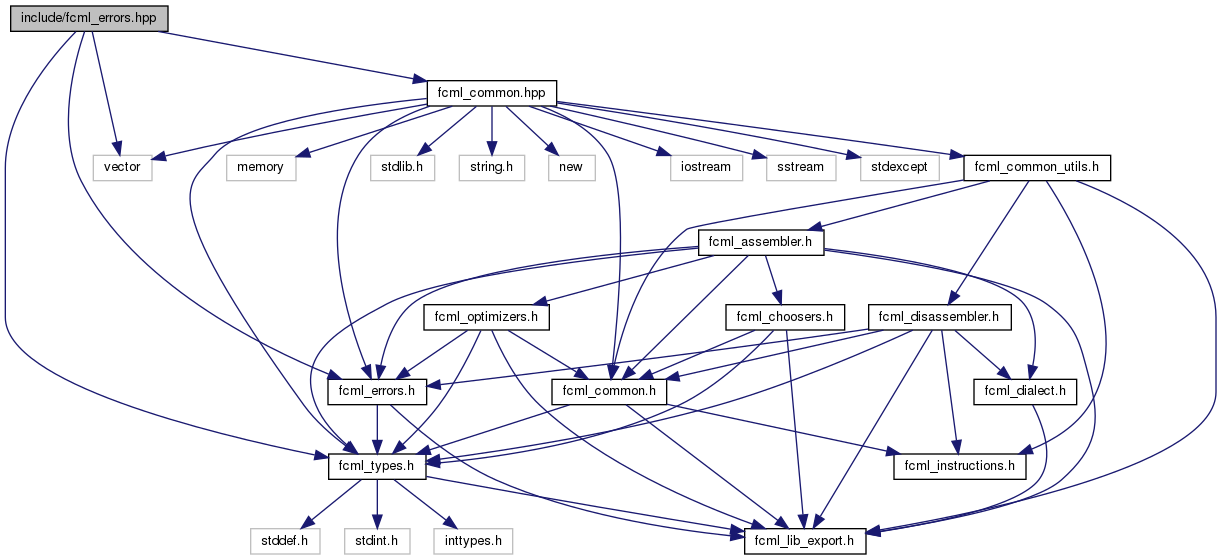 include/fcml_errors.hpp
fcml_common.hpp
vector
memory
stdlib.h
string.h
new
iostream
sstream
stdexcept
fcml_common_utils.h
fcml_assembler.h
fcml_optimizers.h
fcml_choosers.h
fcml_disassembler.h
fcml_errors.h
fcml_common.h
fcml_dialect.h
fcml_types.h
fcml_instructions.h
stddef.h
stdint.h
inttypes.h
fcml_lib_export.h